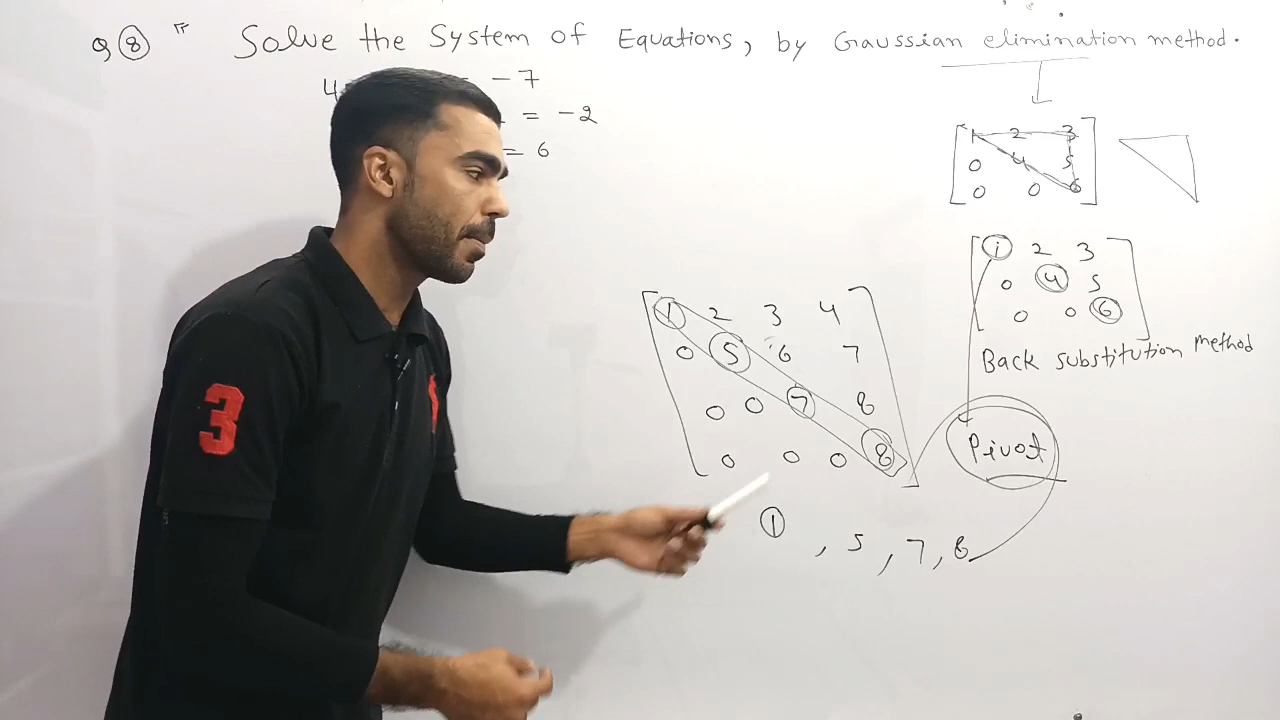 Q 8 Solve the System of Equations, by Gaussian elimination method.
4 = -7
= -2
= 6
1 2 3
0 4 5
0 0 6
1 2 3
0 4 5
0 0 6
Back substitution method
1 2 3 4
0 5 6 7
0 0 7 8
0 0 0 8
Pivot
1, 5, 7, 8
3